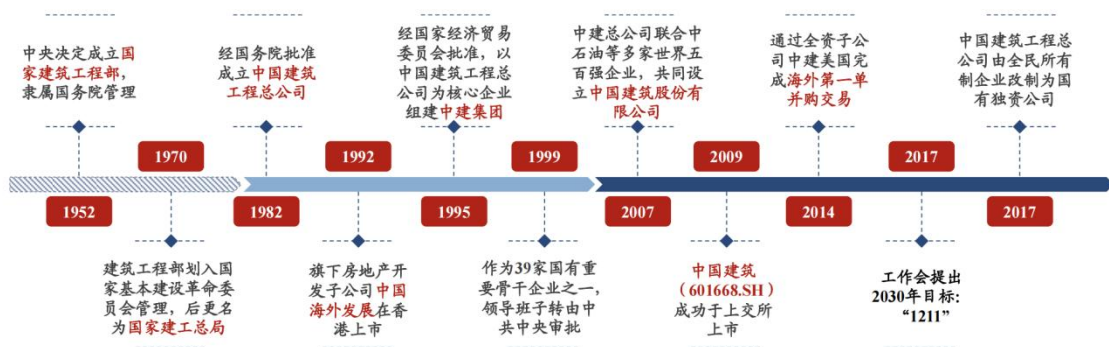 中央决定成立国
家建筑工程部，
隶属国务院管理
经国务院批准
成立中国建筑
工程总公司
经国家经济贸易
委员会批准，以
中国建筑工程总
公司为核心企业
组建中建集团
中建总公司联合中
石油等多家世界五
百强企业，共同设
立中国建筑股份有
限公司
通过全资子公
司中建美国完
成海外第一单
并购交易
中国建筑工程总
公司由全民所有
制企业改制为国
有独资公司
1970
1992
1999
2009
2017
1952
1982
1995
2007
2014
2017
建筑工程部划入国
家基本建设革命委
员会管理，后更名
为国家建工总局
旗下房地产开
发子公司中国
海外发展在香
港上市
作为39家国有重
要骨干企业之一，
领导班子转由中
共中央审批
中国建筑
（601668.SH）
成功于上交所
上市
工作会提出
2030年目标：
“1211”